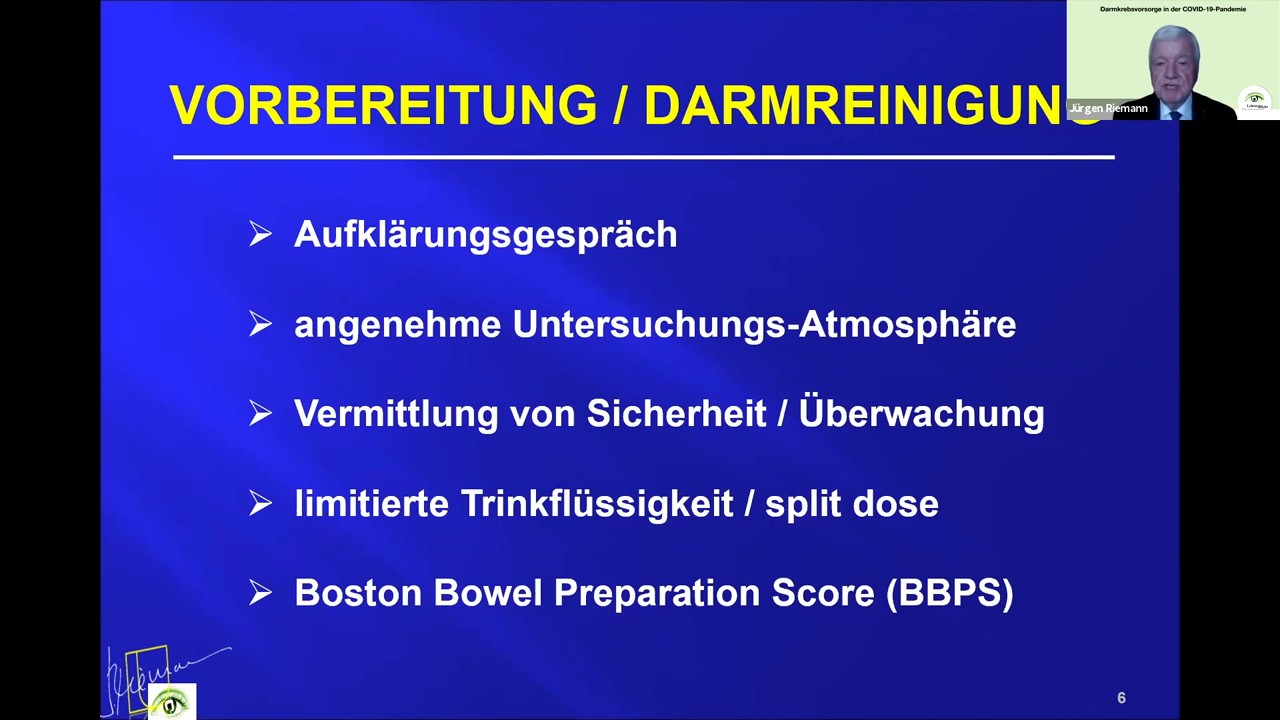 Darmkrebsvorsorge in der COVID-19-Pandemie
Jürgen Riemann
VORBEREITUNG / DARMREINIGUNG
Aufklärungsgespräch
angenehme Untersuchungs-Atmosphäre
Vermittlung von Sicherheit / Überwachung
limitierte Trinkflüssigkeit / split dose
Boston Bowel Preparation Score (BBPS)
6